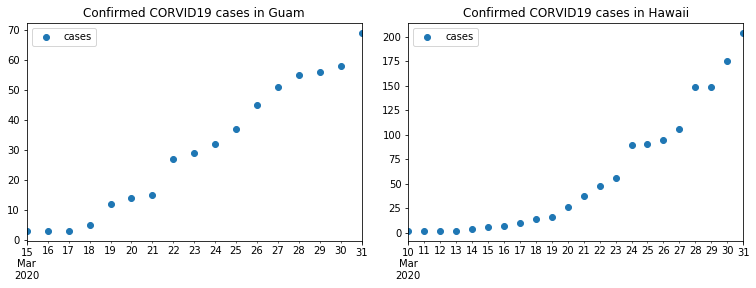 Confirmed CORVID19 cases in Guam
70
60
50
40
30
20
10
0
cases
15 16 17 18 19 20 21 22 23 24 25 26 27 28 29 30 31
Mar
2020
Confirmed CORVID19 cases in Hawaii
200
175
150
125
100
75
50
25
0
cases
10 11 12 13 14 15 16 17 18 19 20 21 22 23 24 25 26 27 28 29 30 31
Mar
2020